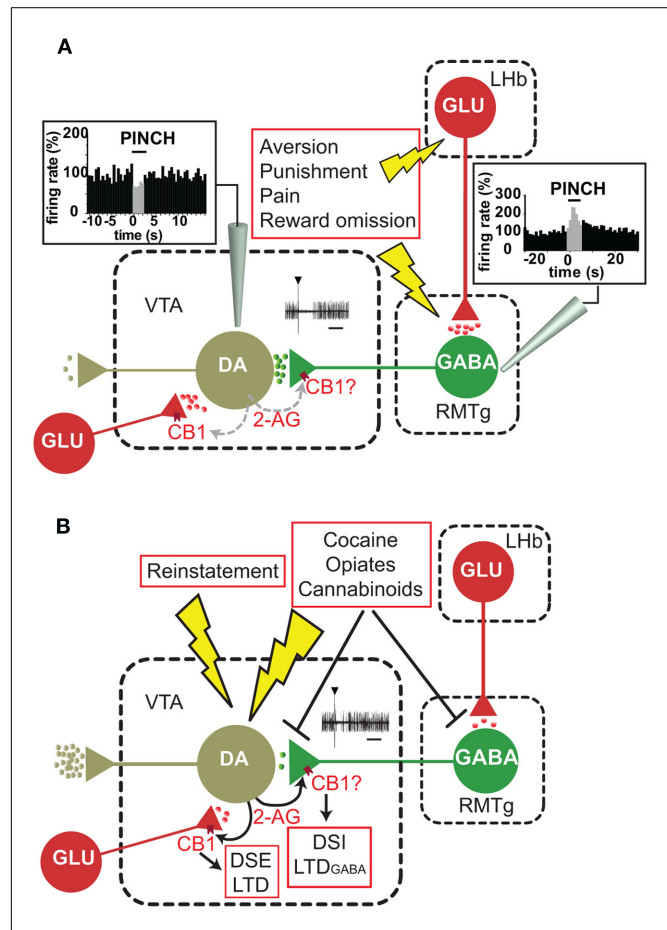 A
LHb
GLU
200
100
0
firing rate (%)
PINCH
-10 -5 0 5 10
time (s)
Aversion
Punishment
Pain
Reward omission
300
200
100
0
firing rate (%)
PINCH
-20 0 20
time (s)
VTA
DA
CB1?
GABA
RMTg
2-AG
CB1
GLU
B
Cocaine
Opiates
Cannabinoids
Reinstatement
LHb
GLU
VTA
DA
CB1?
GABA
RMTg
2-AG
CB1
GLU
DSE
LTD
DSI
LTDGABA